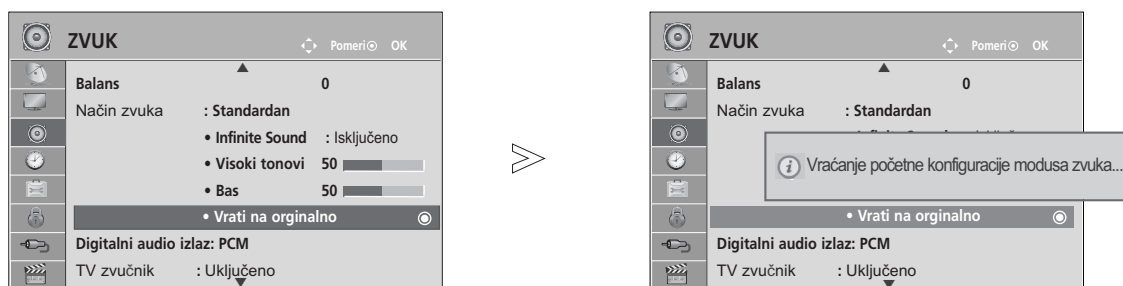 ZVUK
Pomeri OK
Balans 0
Način zvuka : Standardan
• Infinite Sound : Isključeno
• Visoki tonovi 50
• Bas 50
• Vrati na orginalno
Digitalni audio izlaz: PCM
TV zvučnik : Uključeno
ZVUK
Pomeri OK
Balans 0
Način zvuka : Standardan
Vraćanje početne konfiguracije modusa zvuka...
• Vrati na orginalno
Digitalni audio izlaz: PCM
TV zvučnik : Uključeno